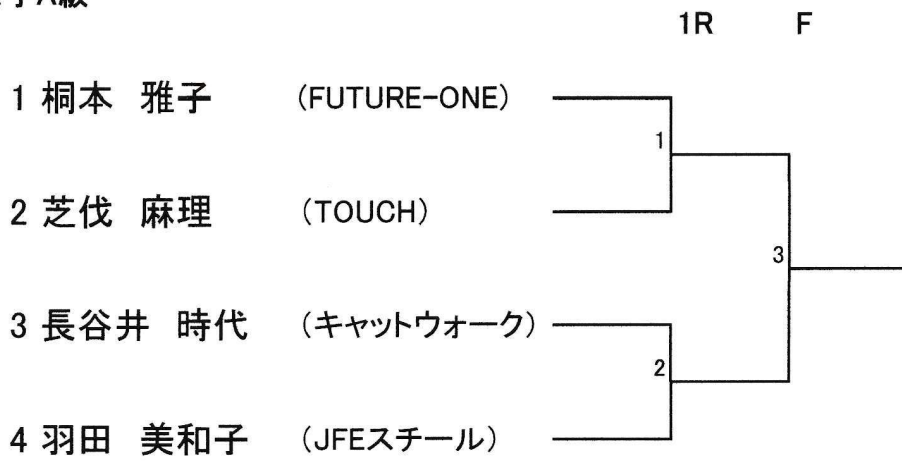 子A級
1R F
1 桐本 雅子 (FUTURE-ONE)
1
2 芝伐 麻理 (TOUCH)
3
3 長谷井 時代 (キャットウォーク)
2
4 羽田 美和子 (JFEスチール)